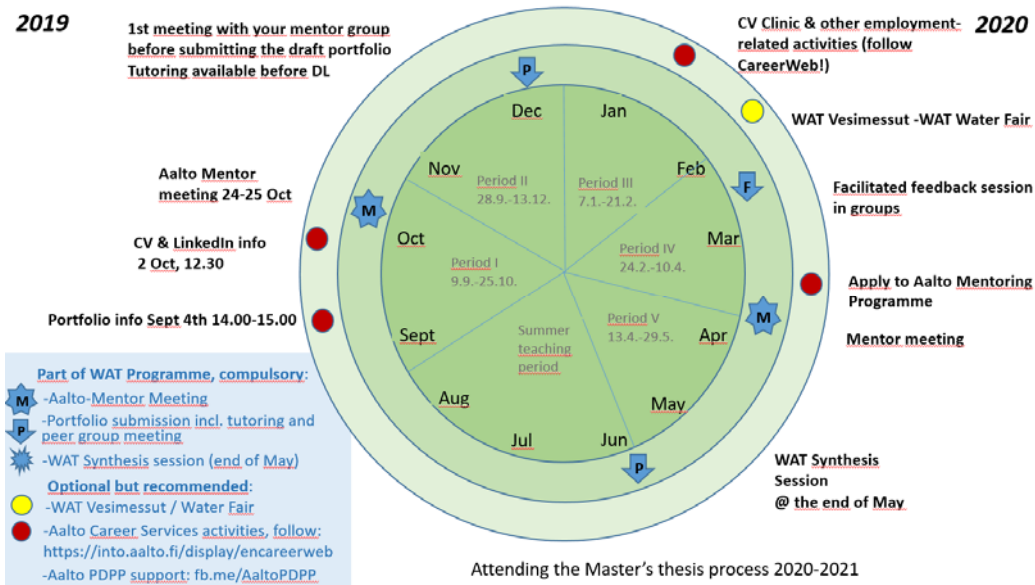 2019
2020
1st meeting with your mentor group
before submitting the draft portfolio
Tutoring available before DL
CV Clinic & other employment-
related activities (follow
CareerWeb!)
WAT Vesimessut -WAT Water Fair
Aalto Mentor
meeting 24-25 Oct
Facilitated feedback session
in groups
CV & LinkedIn info
2 Oct, 12.30
Apply to Aalto Mentoring
Programme
Mentor meeting
Portfolio info Sept 4th 14.00-15.00
WAT Synthesis
Session
@ the end of May
P
F
M
M
P
Dec
Jan
Nov
Feb
Oct
Mar
Sept
Apr
Aug
May
Jul
Jun
Period II
28.9.-13.12.
Period III
7.1.-21.2.
Period I
9.9.-25.10.
Period IV
24.2.-10.4.
Summer
teaching
period
Period V
13.4.-29.5.
Part of WAT Programme, compulsory:
M
-Aalto-Mentor Meeting
P
-Portfolio submission incl. tutoring and
peer group meeting
-WAT Synthesis session (end of May)
Optional but recommended:
-WAT Vesimessut / Water Fair
-Aalto Career Services activities, follow:
https://into.aalto.fi/display/encareerweb
-Aalto PDPP support: fb.me/AaltoPDPP
Attending the Master's thesis process 2020-2021